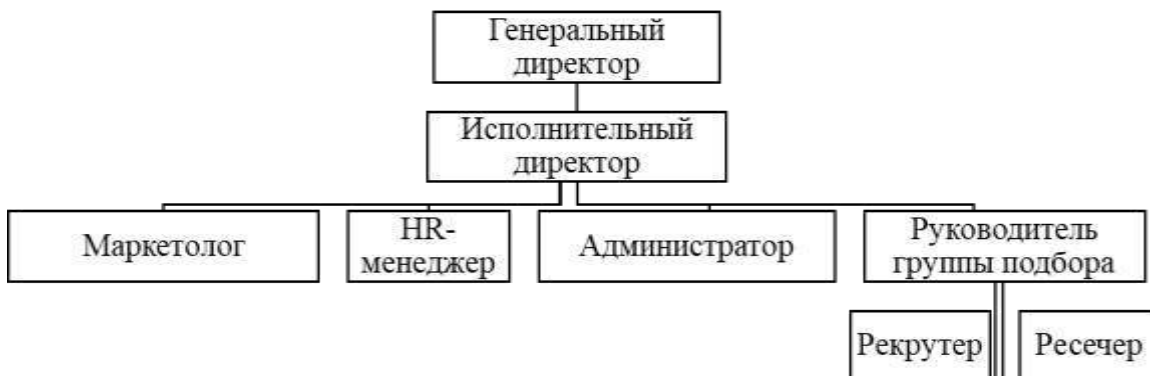 Генеральный
директор
Исполнительный
директор
Маркетолог
HR-
менеджер
Администратор
Руководитель
группы подбора
Рекрутер
Ресечер